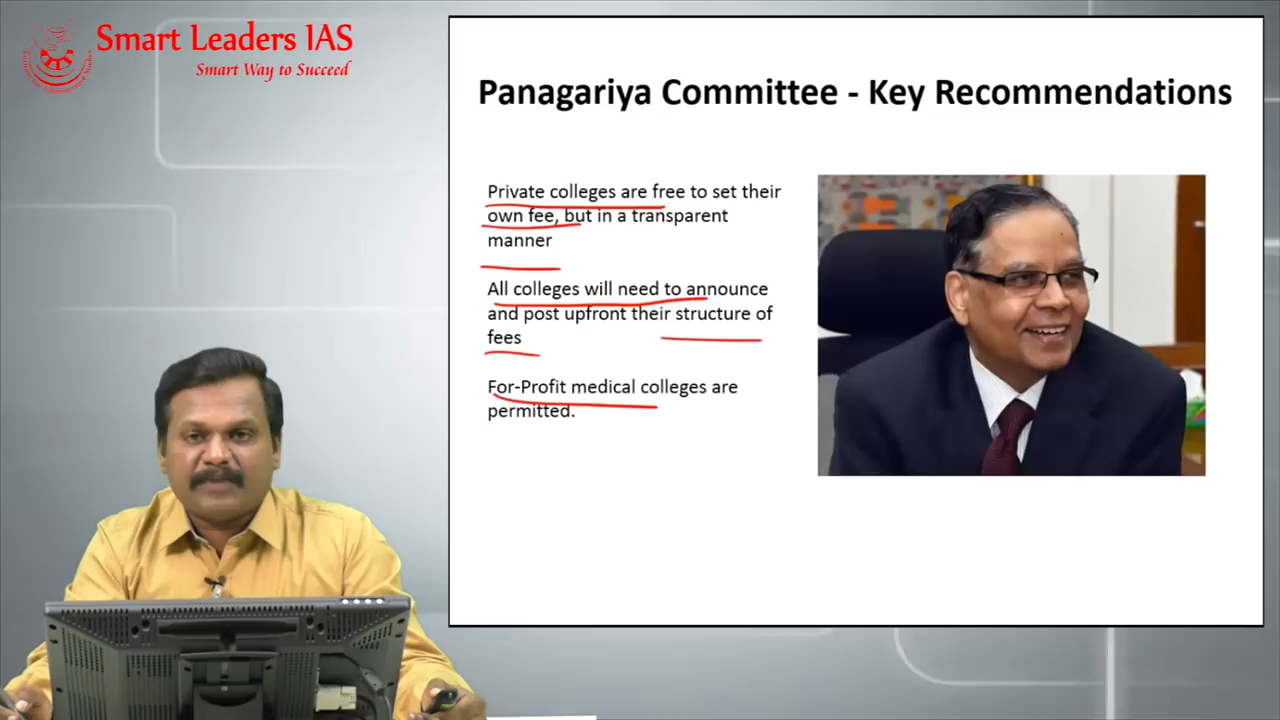 Smart Leaders IAS
Smart Way to Succeed
Panagariya Committee - Key Recommendations
Private colleges are free to set their
own fee, but in a transparent
manner
All colleges will need to announce
and post upfront their structure of
fees
For-Profit medical colleges are
permitted.